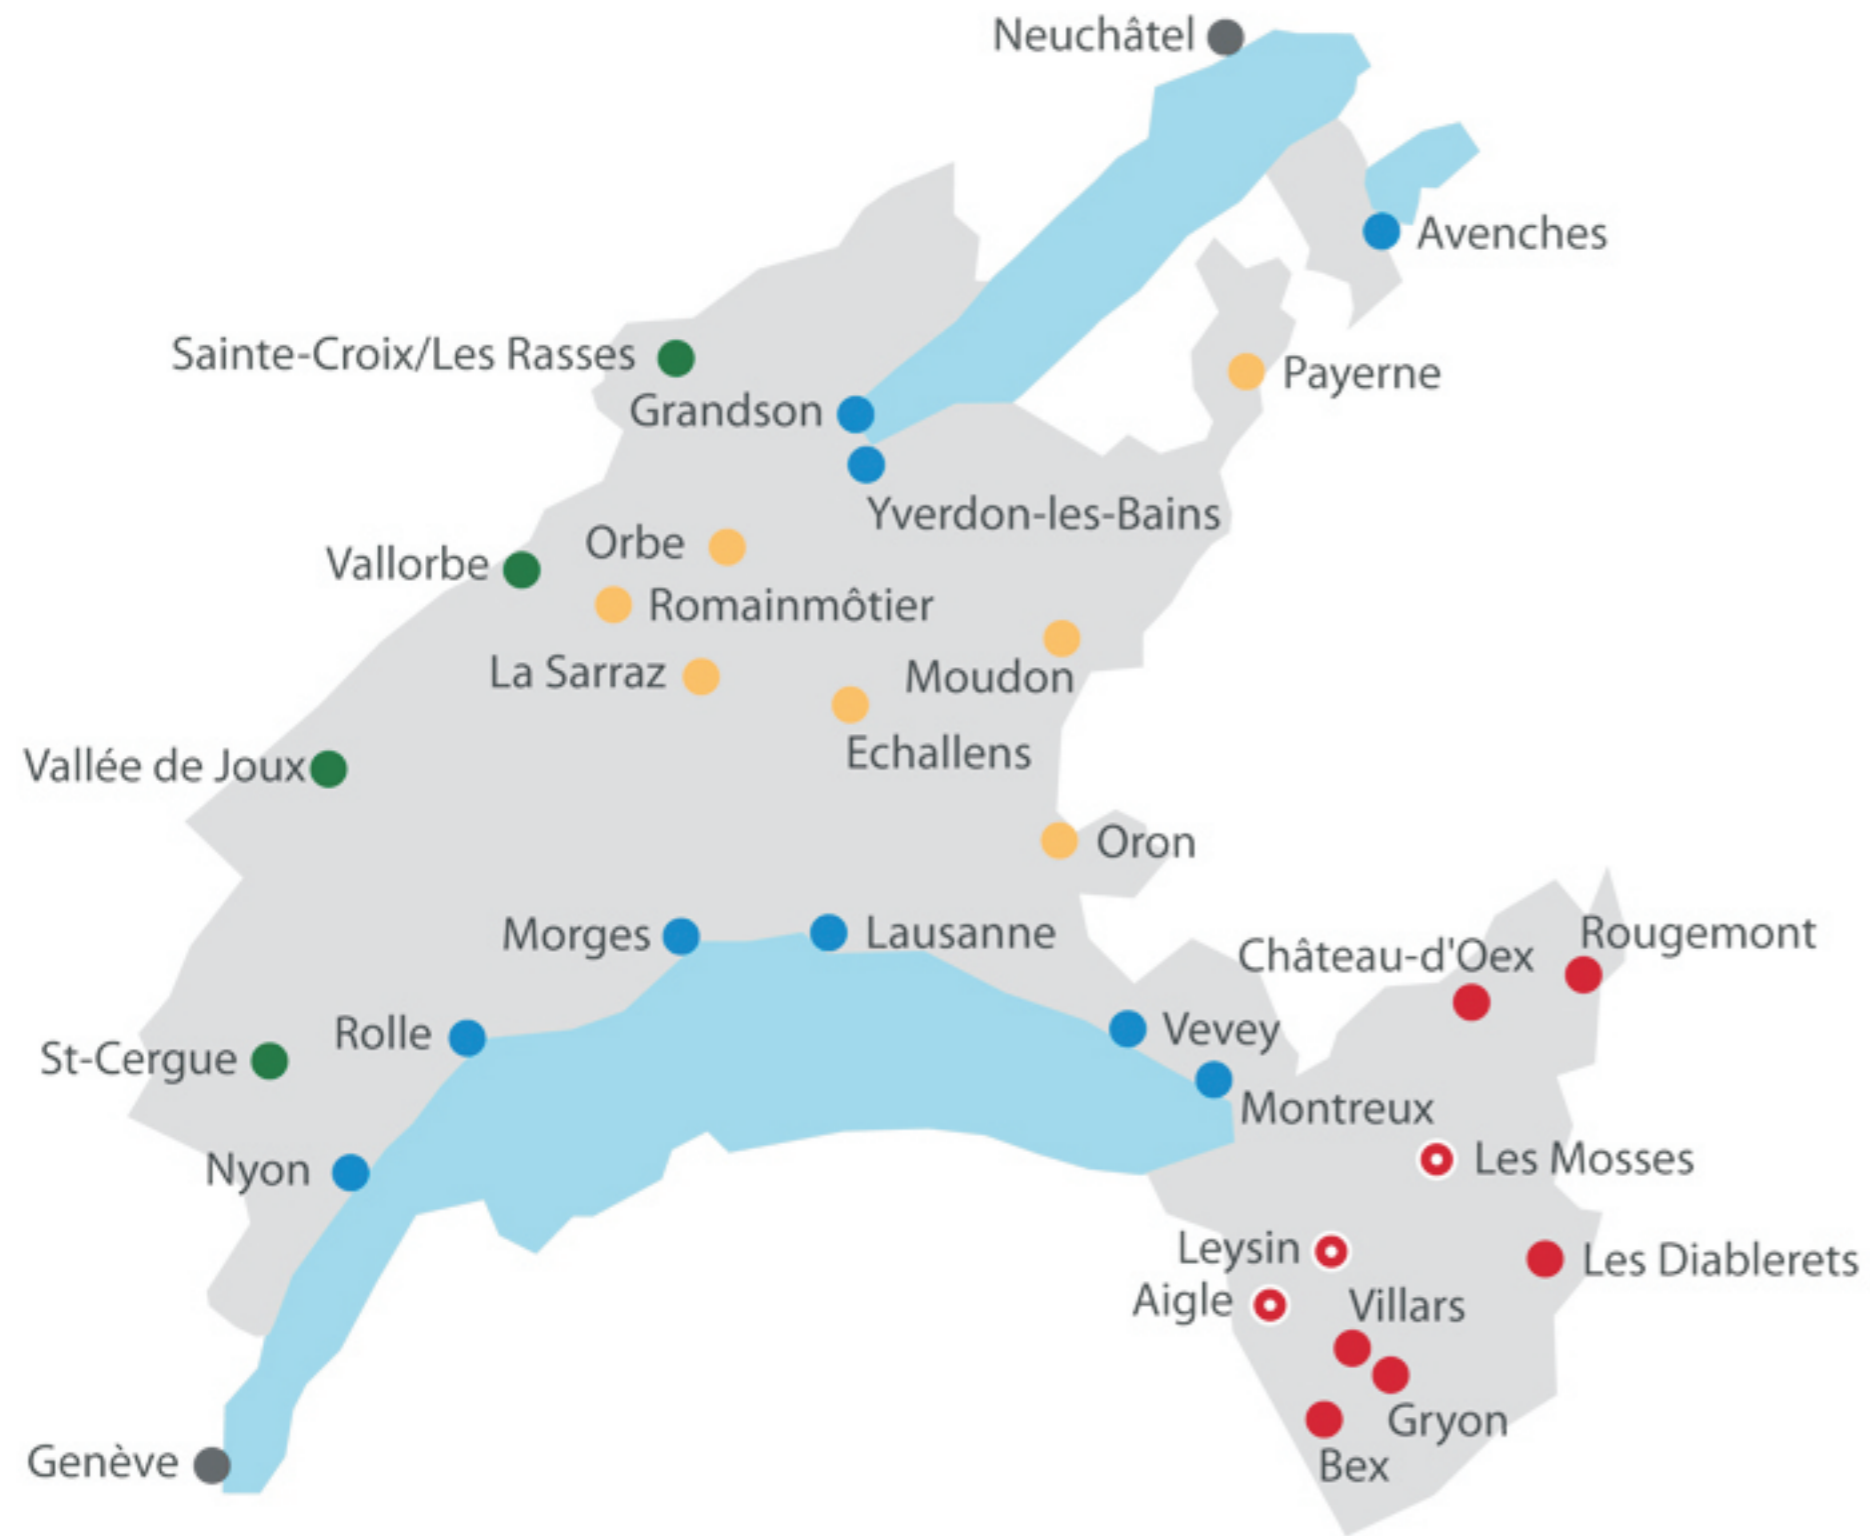 Neuchâtel
Avenches
Sainte-Croix/Les Rasses
Payerne
Grandson
Yverdon-les-Bains
Orbe
Vallorbe
Romainmôtier
La Sarraz
Moudon
Echallens
Vallée de Joux
Oron
Morges
Lausanne
Rougemont
Château-d'Oex
Rolle
Vevey
St-Cergue
Montreux
Les Mosses
Nyon
Leysin
Les Diablerets
Aigle
Villars
Gryon
Genève
Bex